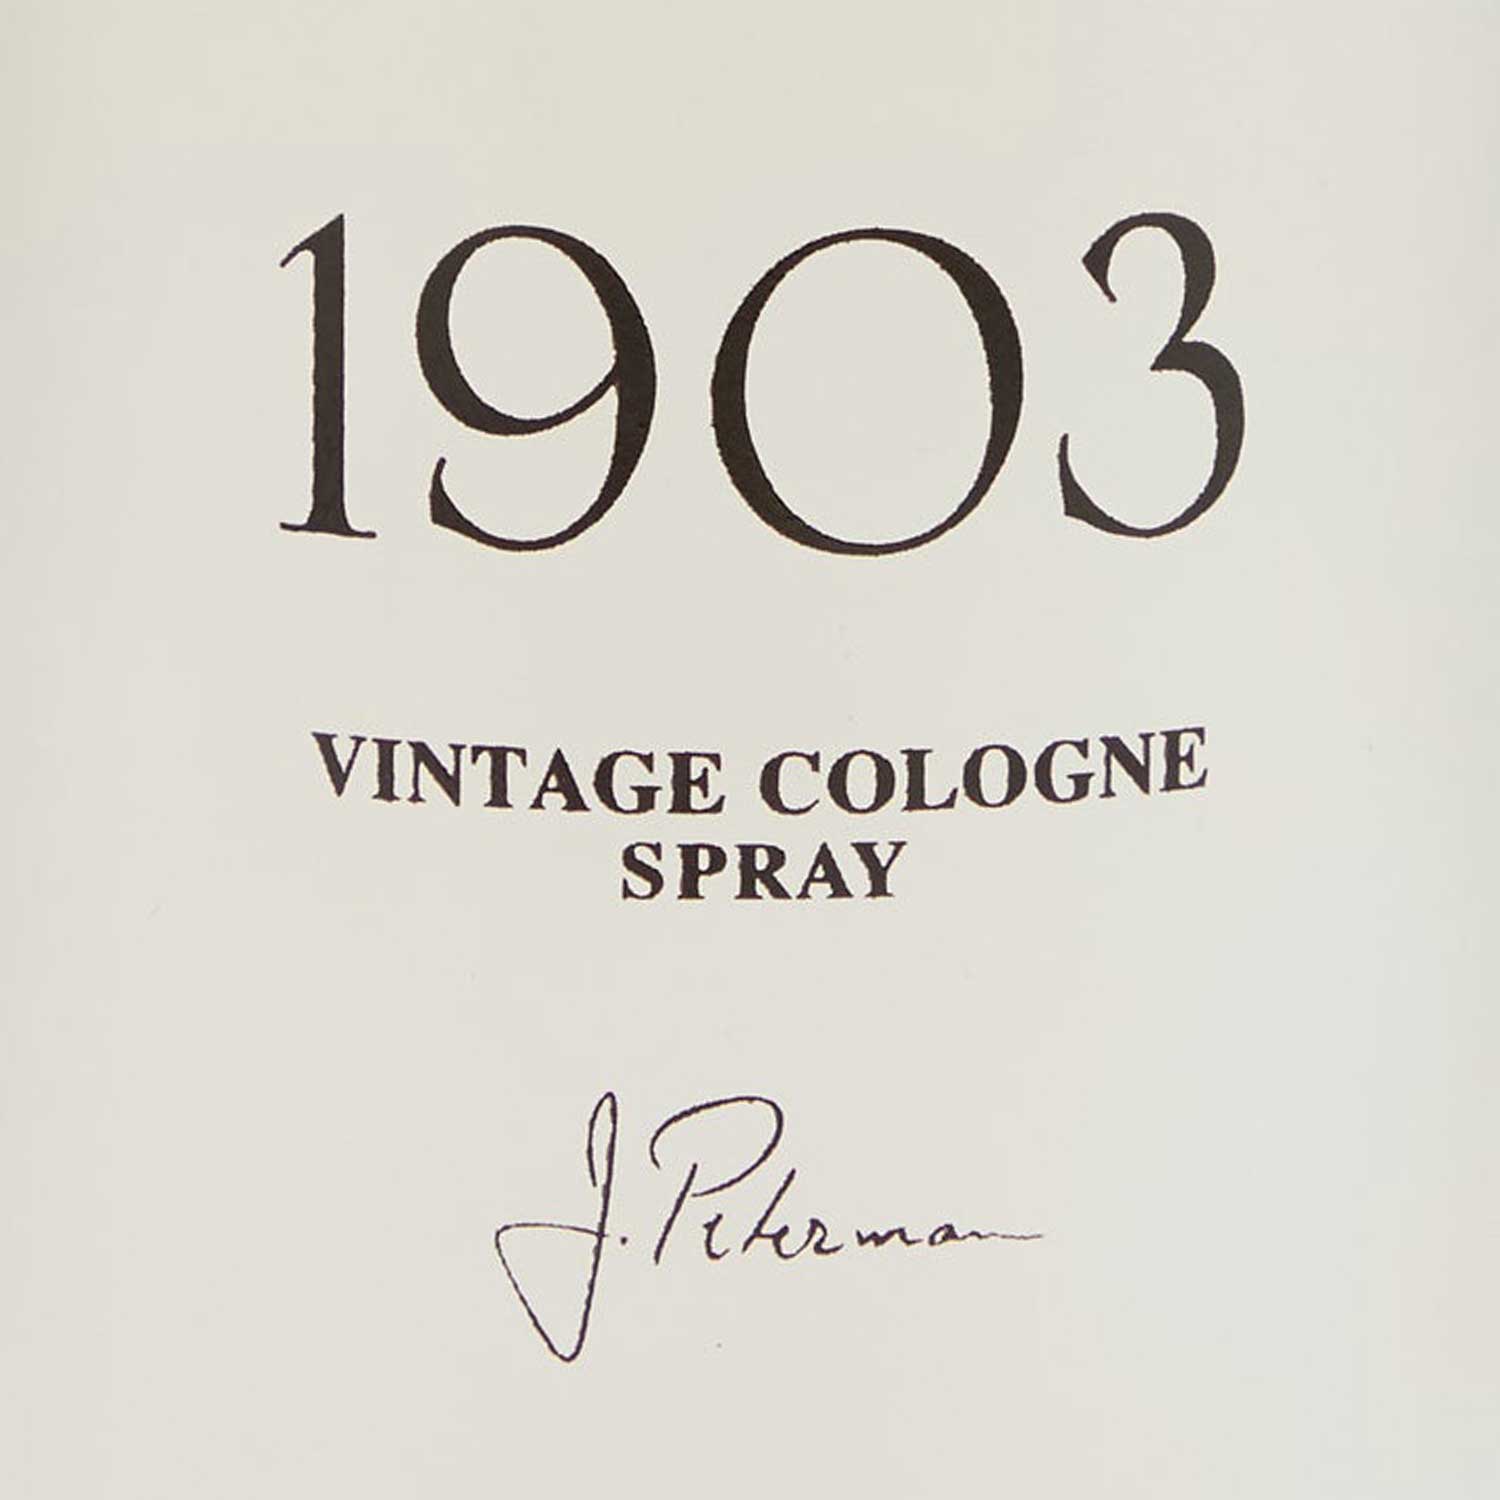 1903
VINTAGE COLOGNE
SPRAY
J. Peterman